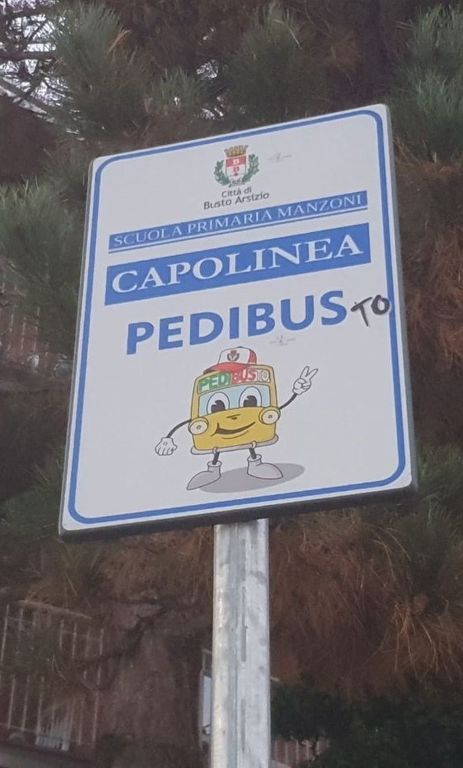 Città di
Busto Arsizio
SCUOLA PRIMARIA MANZONI
CAPOLINEA
PEDIBUSTO
PEDIBUSTO